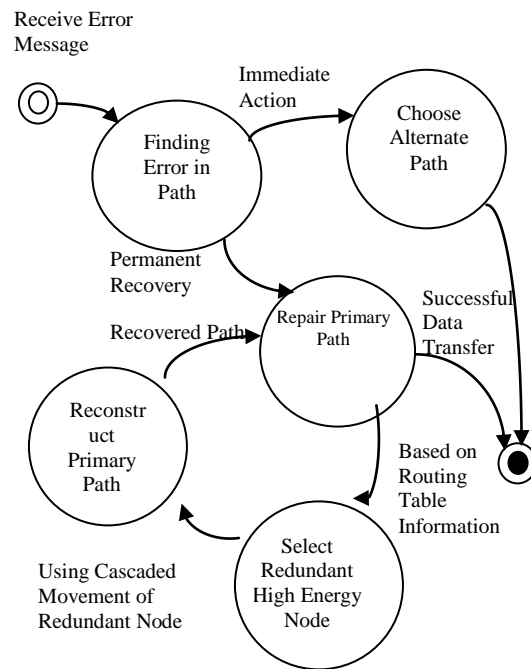 Receive Error
Message
Immediate
Action
Choose
Alternate
Path
Finding
Error in
Path
Permanent
Recovery
Successful
Data
Transfer
Repair Primary
Path
Recovered Path
Reconstr
uct
Primary
Path
Based on
Routing
Table
Information
Select
Redundant
High Energy
Node
Using Cascaded
Movement of
Redundant Node